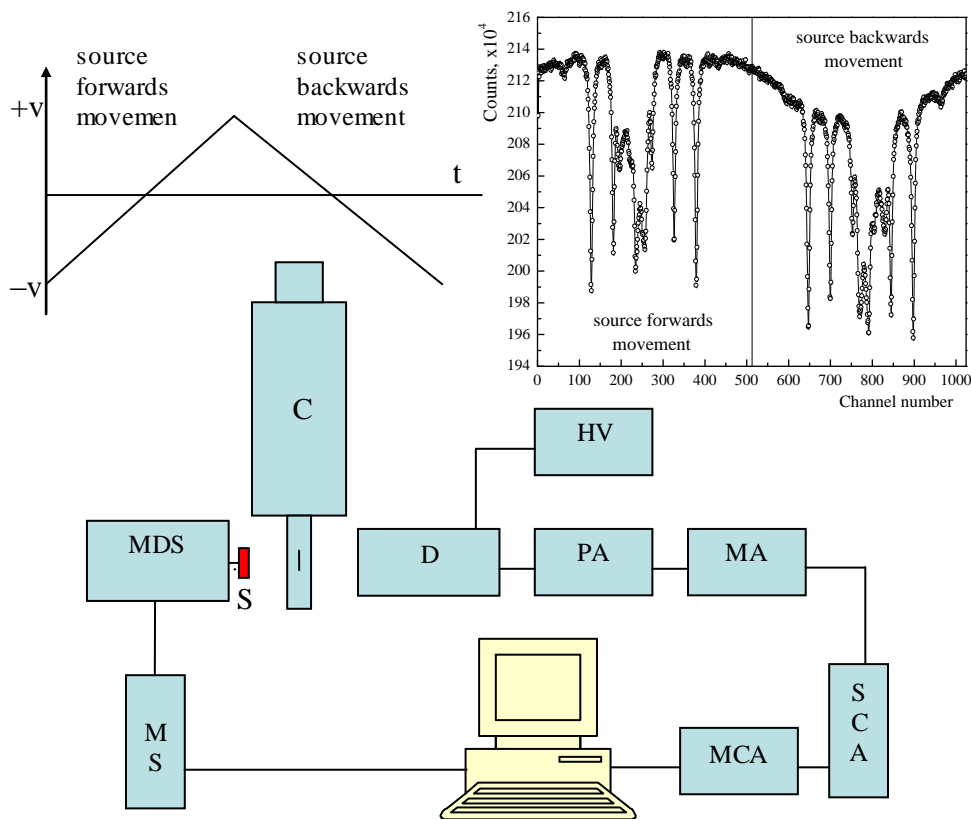 source
forwards
movemen
source
backwards
movement
+v
t
−v
Counts, x10⁴
216
214
212
210
208
206
204
202
200
198
196
194
source backwards
movement
source forwards
movement
0 100 200 300 400 500 600 700 800 900 1000
Channel number
C
HV
MDS
S
D
PA
MA
M
S
S
C
A
MCA